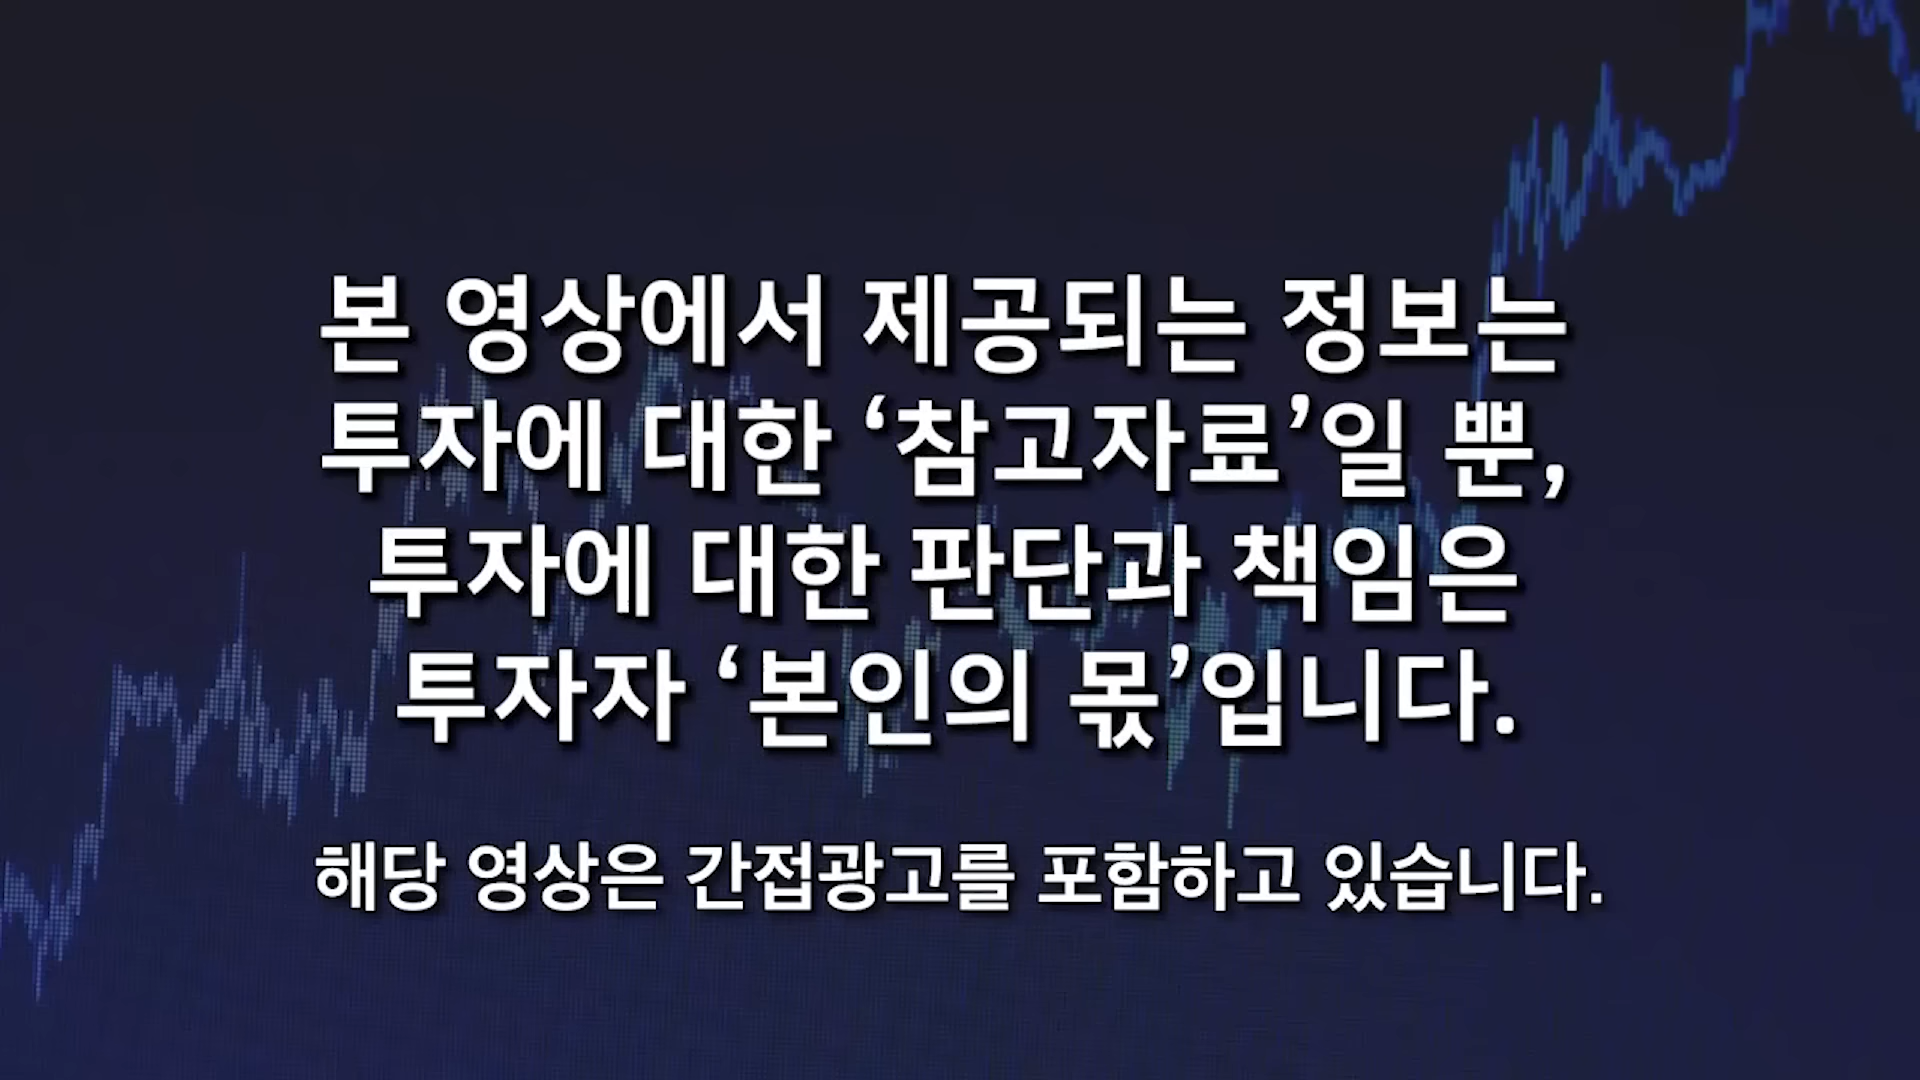 본 영상에서 제공되는 정보는
투자에 대한 ‘참고자료’일 뿐,
투자에 대한 판단과 책임은
투자자 ‘본인의 몫’입니다.
해당 영상은 간접광고를 포함하고 있습니다.